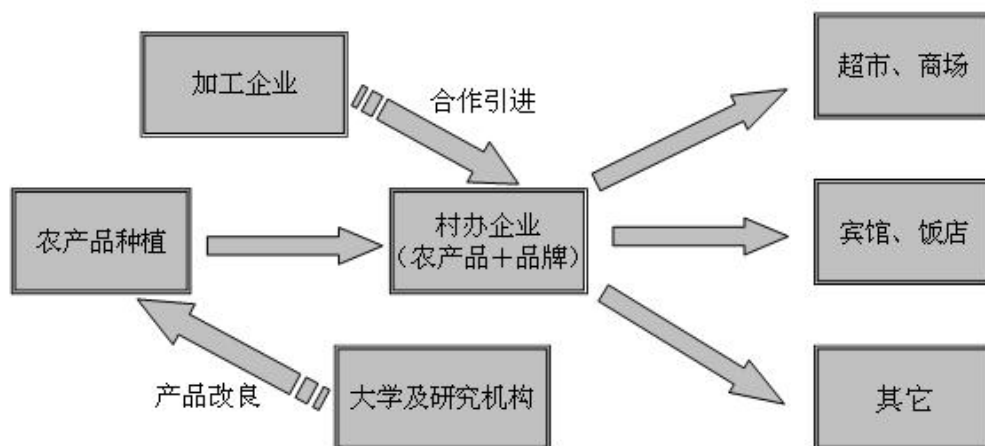 加工企业
合作引进
超市、商场
农产品种植
村办企业
（农产品＋品牌）
宾馆、饭店
产品改良
大学及研究机构
其它